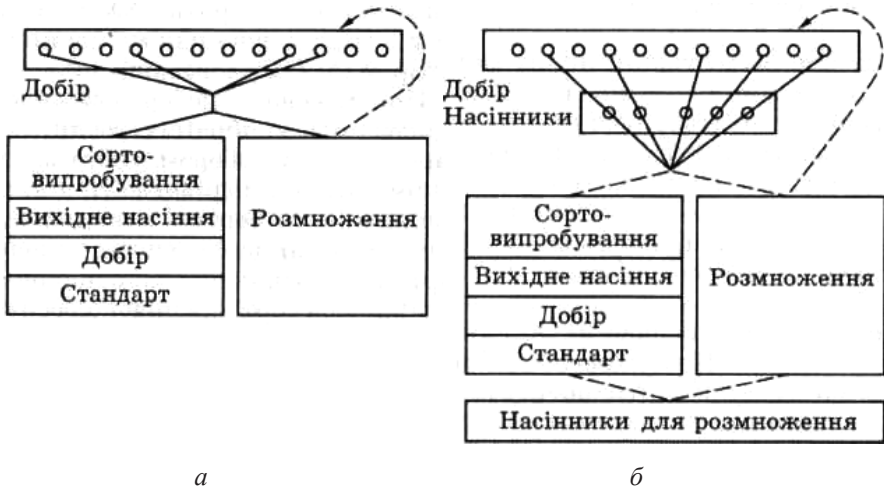 Добір
Сорто-
випробування
Вихідне насіння
Добір
Стандарт
Розмноження
а
Добір
Насінники
Сорто-
випробування
Вихідне насіння
Добір
Стандарт
Розмноження
Насінники для розмноження
б